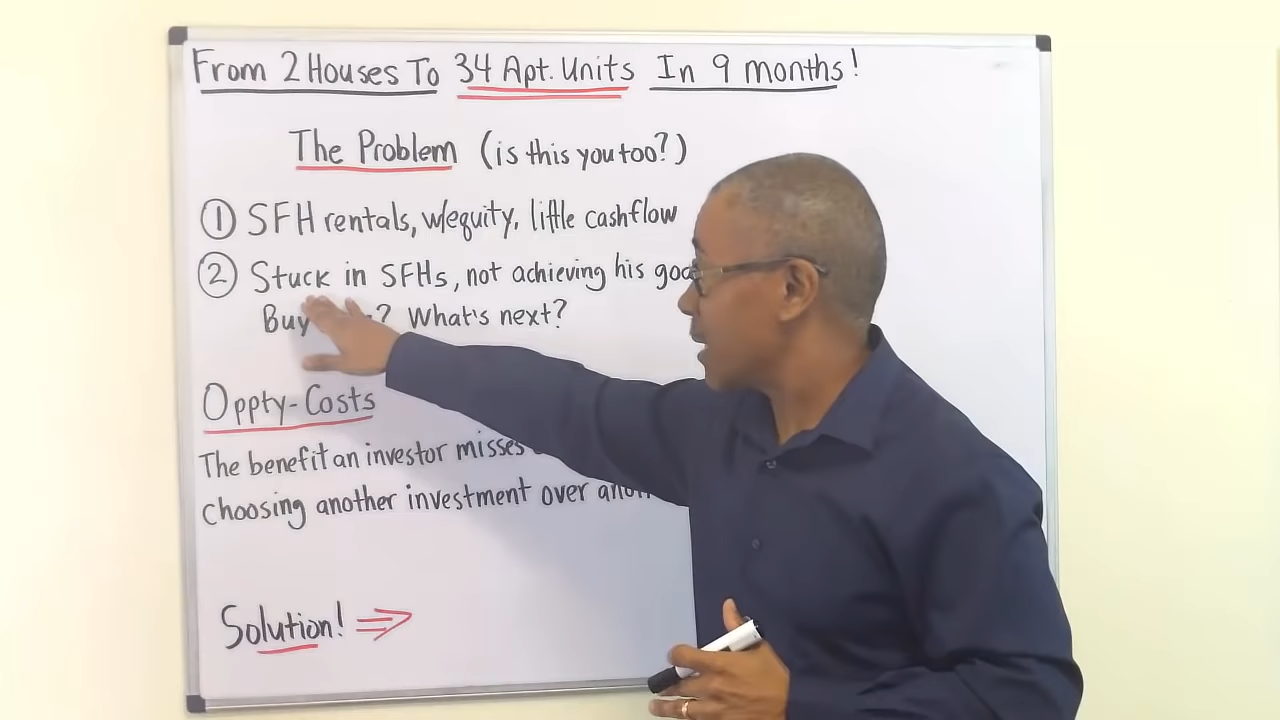 From 2 Houses To 34 Apt. Units In 9 months!
The Problem (is this you too?)
1 SFH rentals, w/equity, little cashflow
2 Stuck in SFHs, not achieving his
Buy ? What's next?
Oppty-Costs
The benefit an investor misses
choosing another investment over
Solution! ⇒